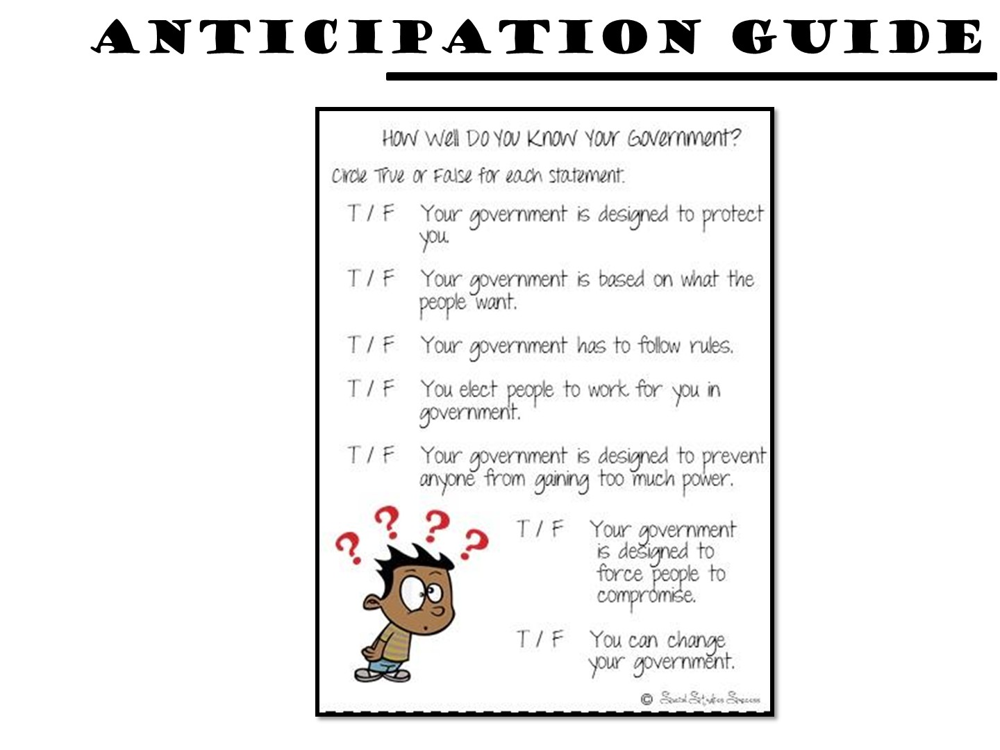 ANTICIPATION GUIDE
How Well Do You Know Your Government?
Circle True or False for each statement.
T / F Your government is designed to protect
you.
T / F Your government is based on what the
people want.
T / F Your government has to follow rules.
T / F You elect people to work for you in
government.
T / F Your government is designed to prevent
anyone from gaining too much power.
? ? ? ?
T / F Your government
is designed to
force people to
compromise.
T / F You can change
your government.
© Social Studies Success